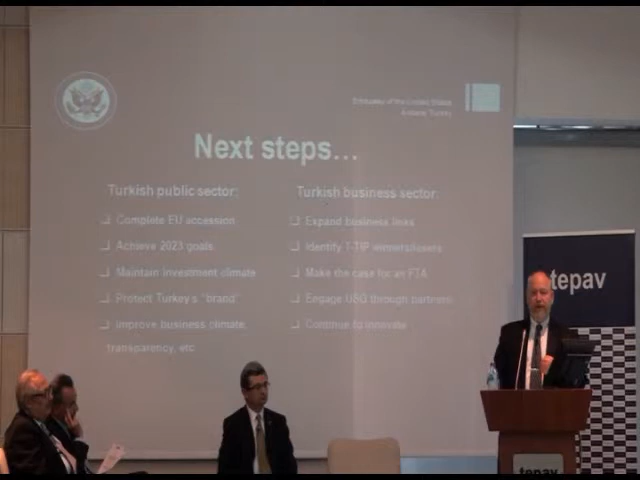 Embassy of the United States
Ankara Turkey
Next steps...
Turkish public sector:
❑ Complete EU accession
❑ Achieve 2023 goals
❑ Maintain investment climate
❑ Protect Turkey's "brand"
❑ Improve business climate,
transparency, etc
Turkish business sector:
❑ Expand business links
❑ Identify T-TIP winners/losers
❑ Make the case for an FTA
❑ Engage USG through partners
❑ Continue to innovate
tepav
tepav